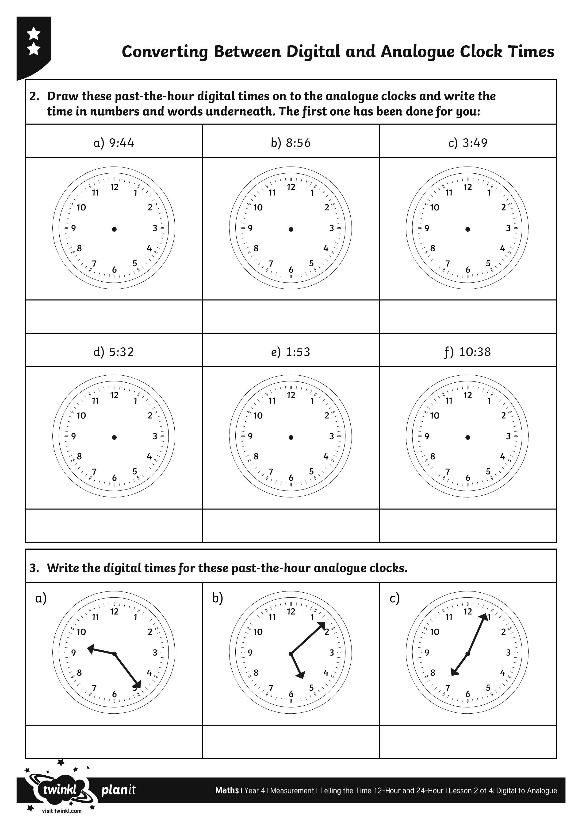 Converting Between Digital and Analogue Clock Times
2. Draw these past-the-hour digital times on to the analogue clocks and write the
time in numbers and words underneath. The first one has been done for you:
a) 9:44
b) 8:56
c) 3:49
12 1 2 3 4 5 6 7 8 9 10 11
12 1 2 3 4 5 6 7 8 9 10 11
12 1 2 3 4 5 6 7 8 9 10 11
d) 5:32
e) 1:53
f) 10:38
12 1 2 3 4 5 6 7 8 9 10 11
12 1 2 3 4 5 6 7 8 9 10 11
12 1 2 3 4 5 6 7 8 9 10 11
3. Write the digital times for these past-the-hour analogue clocks.
a)
12 1 2 3 4 5 6 7 8 9 10 11
b)
12 1 2 3 4 5 6 7 8 9 10 11
c)
12 1 2 3 4 5 6 7 8 9 10 11
twinkl planit
visit twinkl.com
Maths | Year 4 | Measurement | Telling the Time 12-Hour and 24-Hour | Lesson 2 of 4: Digital to Analogue